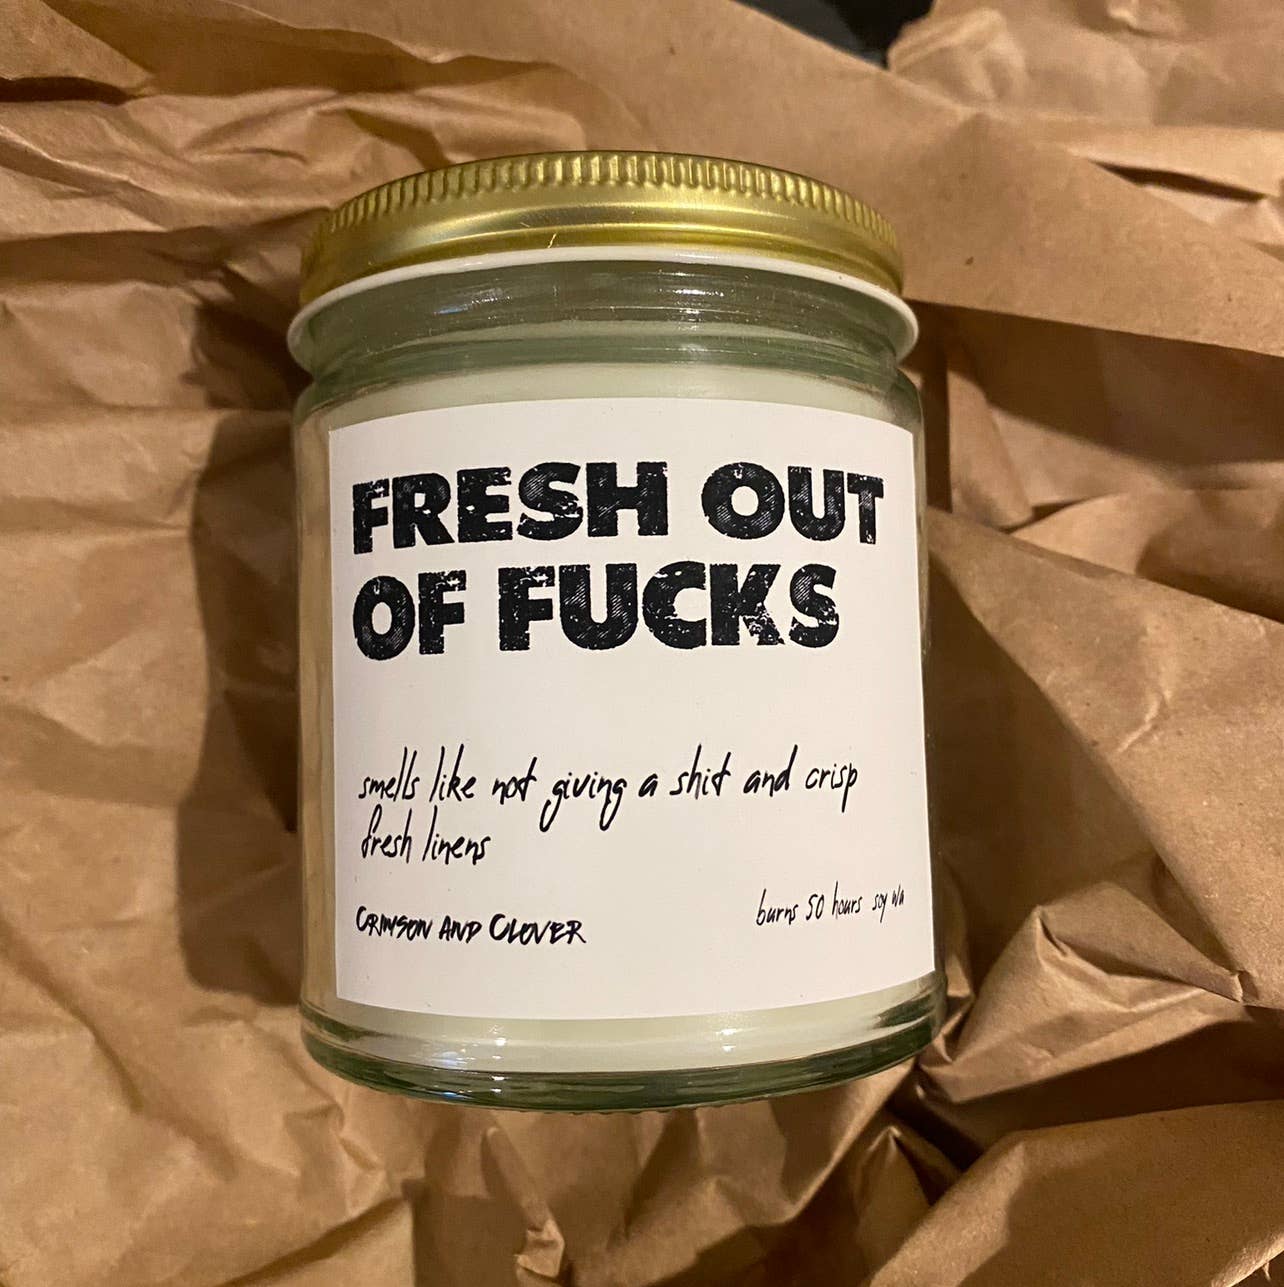 FRESH OUT
OF FUCKS
smells like not giving a shit and crisp
fresh linens
CRIMSON AND CLOVER
burns 50 hours soy wa